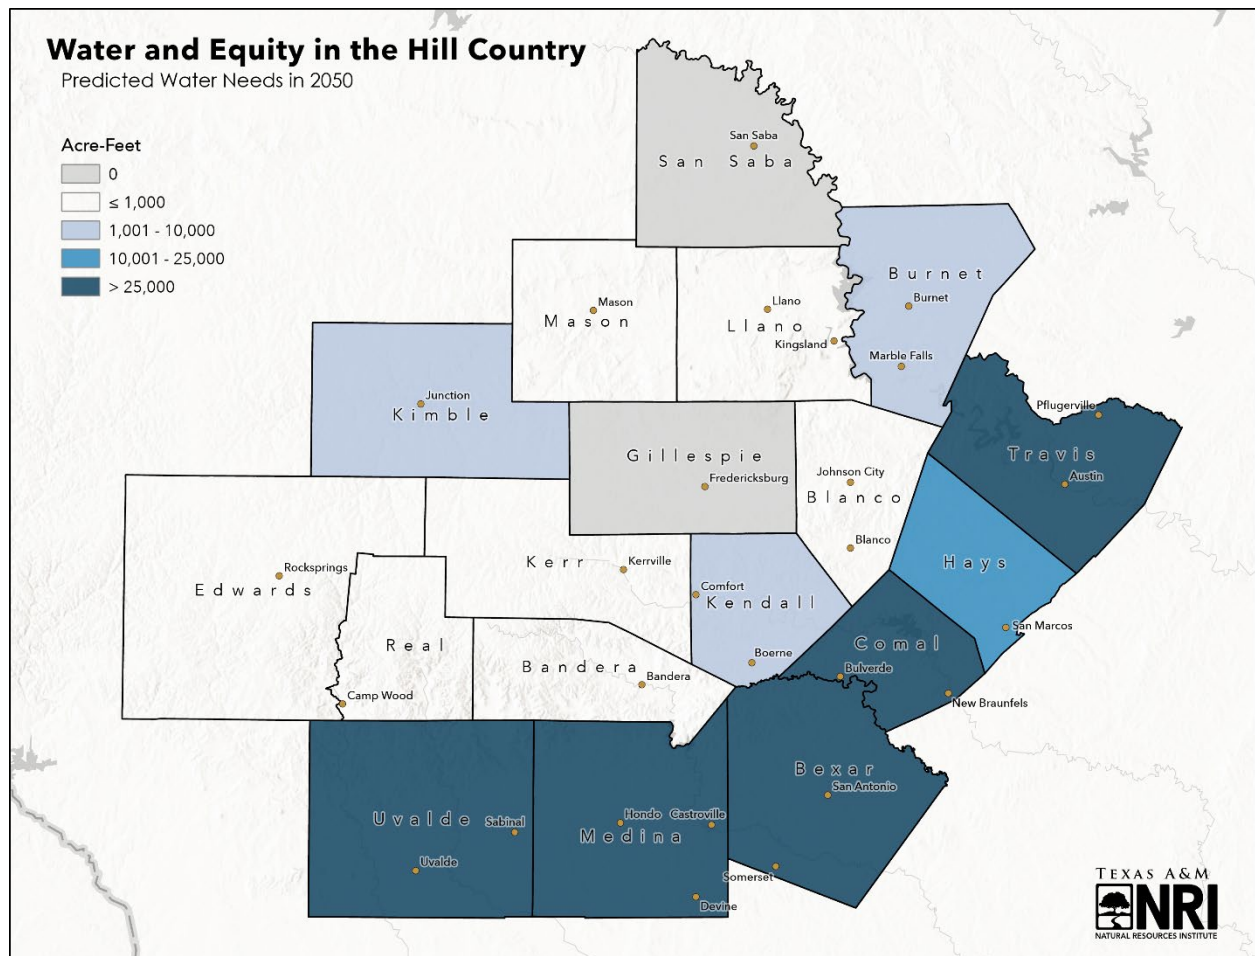 Water and Equity in the Hill Country
Predicted Water Needs in 2050
Acre-Feet
0
≤ 1,000
1,001 - 10,000
10,001 - 25,000
> 25,000
San Saba
San Saba
Burnet
Burnet
Marble Falls
Mason
Mason
Llano
Llano
Kingsland
Junction
Kimble
Gillespie
Fredericksburg
Johnson City
Blanco
Blanco
Pflugerville
Travis
Austin
Hays
San Marcos
Rocksprings
Edwards
Kerr
Kerrville
Comfort
Kendall
Boerne
Real
Camp Wood
Bandera
Bandera
Comal
Bulverde
New Braunfels
Bexar
San Antonio
Somerset
Uvalde
Sabinal
Uvalde
Hondo
Castroville
Medina
Devine
TEXAS A&M
NRI
NATURAL RESOURCES INSTITUTE